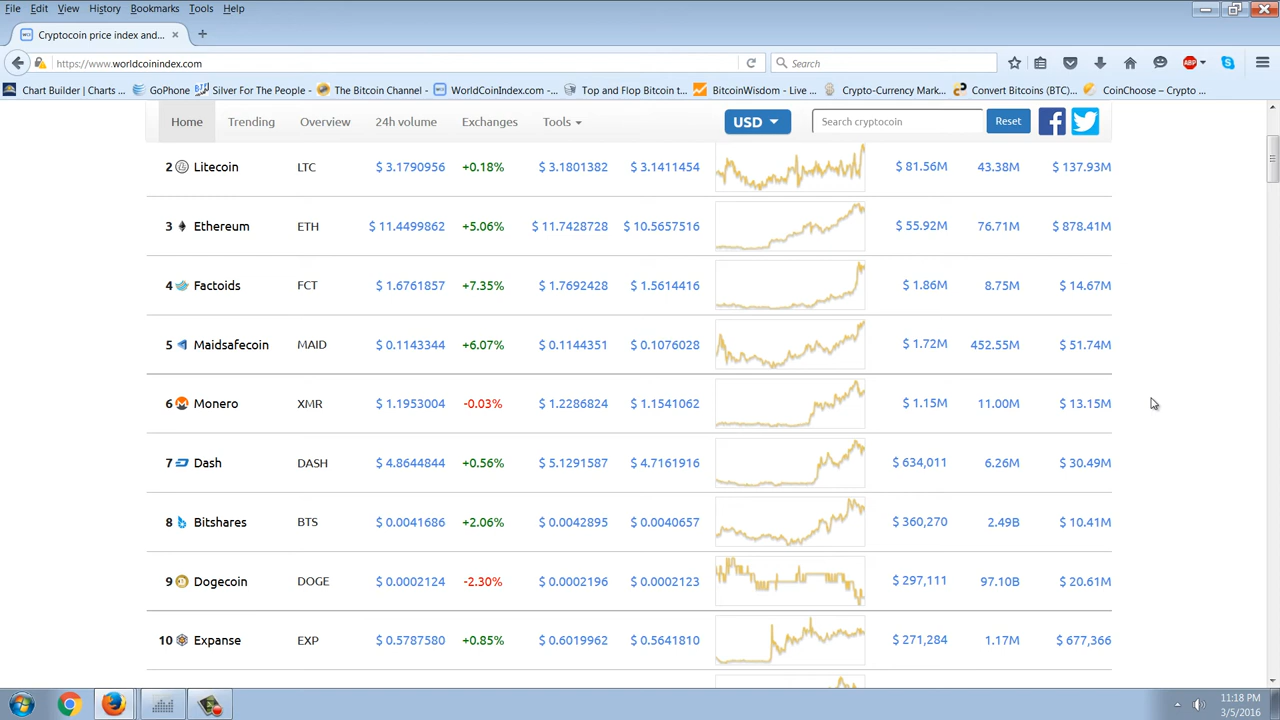 File Edit View History Bookmarks Tools Help
Cryptocoin price index and...
https://www.worldcoinindex.com Search
Chart Builder | Charts ... GoPhone Silver For The People - The Bitcoin Channel - WorldCoinIndex.com -... Top and Flop Bitcoin t... BitcoinWisdom - Live ... Crypto-Currency Mark... Convert Bitcoins (BTC)... CoinChoose – Crypto ...
Home Trending Overview 24h volume Exchanges Tools USD Search cryptocoin Reset
2 Litecoin LTC $ 3.1790956 +0.18% $ 3.1801382 $ 3.1411454 $ 81.56M 43.38M $ 137.93M
3 Ethereum ETH $ 11.4499862 +5.06% $ 11.7428728 $ 10.5657516 $ 55.92M 76.71M $ 878.41M
4 Factoids FCT $ 1.6761857 +7.35% $ 1.7692428 $ 1.5614416 $ 1.86M 8.75M $ 14.67M
5 Maidsafecoin MAID $ 0.1143344 +6.07% $ 0.1144351 $ 0.1076028 $ 1.72M 452.55M $ 51.74M
6 Monero XMR $ 1.1953004 -0.03% $ 1.2286824 $ 1.1541062 $ 1.15M 11.00M $ 13.15M
7 Dash DASH $ 4.8644844 +0.56% $ 5.1291587 $ 4.7161916 $ 634,011 6.26M $ 30.49M
8 Bitshares BTS $ 0.0041686 +2.06% $ 0.0042895 $ 0.0040657 $ 360,270 2.49B $ 10.41M
9 Dogecoin DOGE $ 0.0002124 -2.30% $ 0.0002196 $ 0.0002123 $ 297,111 97.10B $ 20.61M
10 Expanse EXP $ 0.5787580 +0.85% $ 0.6019962 $ 0.5641810 $ 271,284 1.17M $ 677,366
11:18 PM
3/5/2016